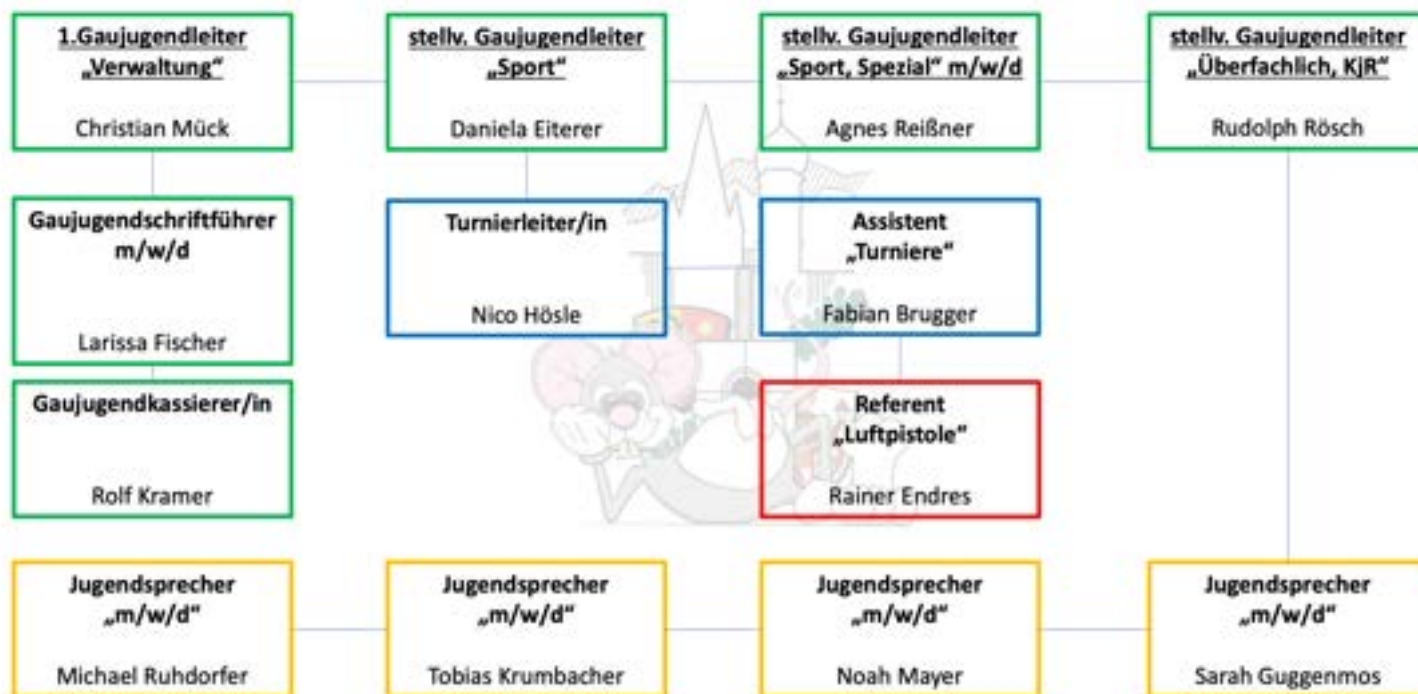 1.Gaujugendleiter
„Verwaltung“
Christian Mück
stellv. Gaujugendleiter
„Sport“
Daniela Eiterer
stellv. Gaujugendleiter
„Sport, Spezial“ m/w/d
Agnes Reißner
stellv. Gaujugendleiter
„Überfachlich, KjR“
Rudolph Rösch
Gaujugendschriftführer
m/w/d
Larissa Fischer
Turnierleiter/in
Nico Hösle
Assistent
„Turniere“
Fabian Brugger
Gaujugendkassierer/in
Rolf Kramer
Referent
„Luftpistole“
Rainer Endres
Jugendsprecher
„m/w/d“
Michael Ruhdorfer
Jugendsprecher
„m/w/d“
Tobias Krumbacher
Jugendsprecher
„m/w/d“
Noah Mayer
Jugendsprecher
„m/w/d“
Sarah Guggenmos